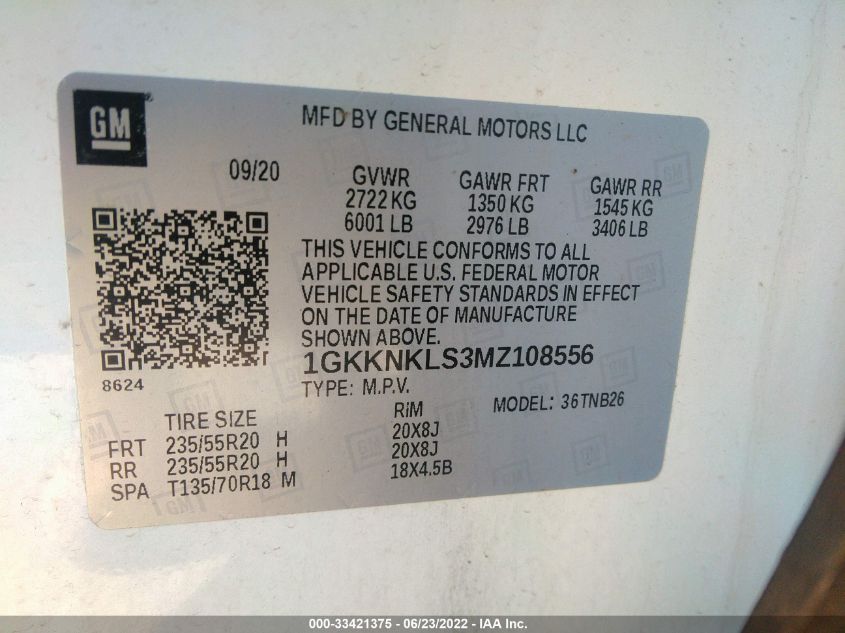 GM
MFD BY GENERAL MOTORS LLC
09/20
GVWR GAWR FRT GAWR RR
2722 KG 1350 KG 1545 KG
6001 LB 2976 LB 3406 LB
THIS VEHICLE CONFORMS TO ALL
APPLICABLE U.S. FEDERAL MOTOR
VEHICLE SAFETY STANDARDS IN EFFECT
ON THE DATE OF MANUFACTURE
SHOWN ABOVE.
1GKKNKLS3MZ108556
8624
TYPE: M.P.V. MODEL: 36TNB26
TIRE SIZE RiM
FRT 235/55R20 H 20X8J
RR 235/55R20 H 20X8J
SPA T135/70R18 M 18X4.5B
000-33421375 - 06/23/2022 - IAA Inc.